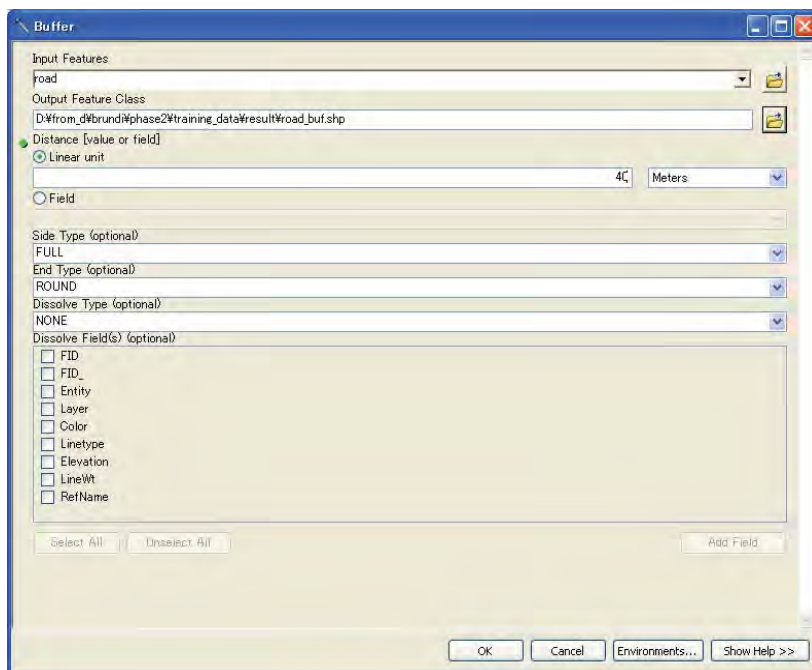 Buffer
Input Features
road
Output Feature Class
D:¥from_d¥brundi¥phase2¥training_data¥result¥road_buf.shp
Distance [value or field]
Linear unit
Meters
Field
Side Type (optional)
FULL
End Type (optional)
ROUND
Dissolve Type (optional)
NONE
Dissolve Field(s) (optional)
FID
FID_
Entity
Layer
Color
Linetype
Elevation
LineWt
RefName
Select All Unselect All Add Field
OK Cancel Environments... Show Help >>